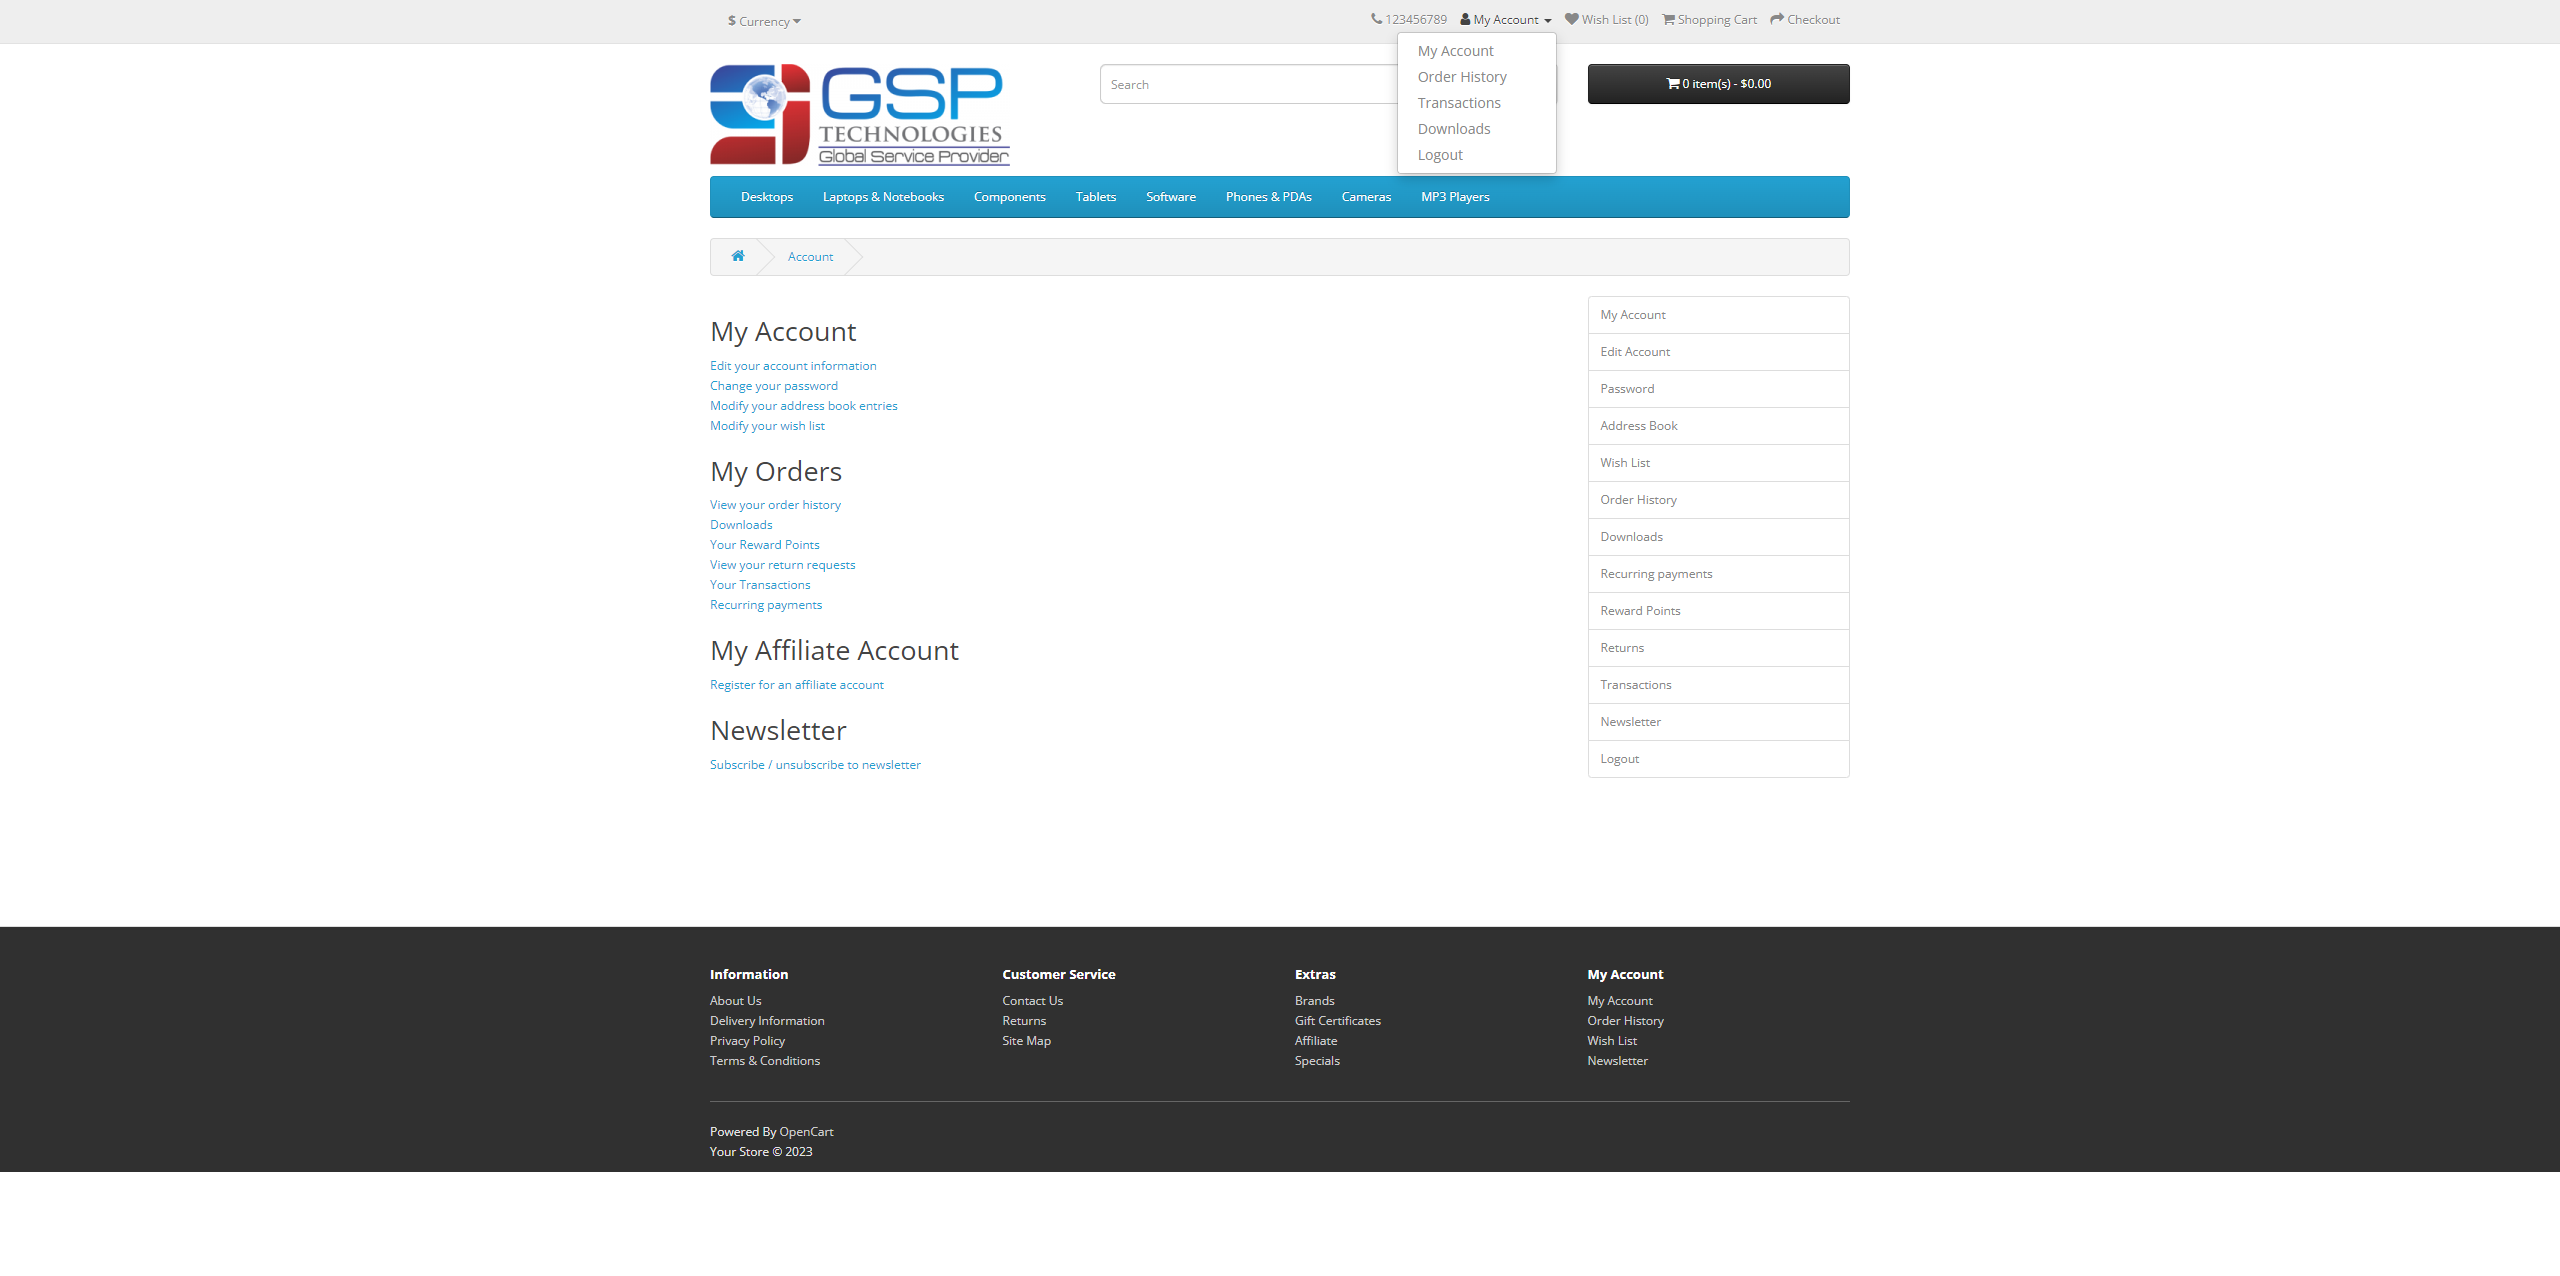 $ Currency
123456789 My Account Wish List (0) Shopping Cart Checkout
My Account
Order History
Transactions
Downloads
Logout
GSP
TECHNOLOGIES
Global Service Provider
Search
0 item(s) - $0.00
Desktops Laptops & Notebooks Components Tablets Software Phones & PDAs Cameras MP3 Players
Account
My Account
Edit your account information
Change your password
Modify your address book entries
Modify your wish list
My Orders
View your order history
Downloads
Your Reward Points
View your return requests
Your Transactions
Recurring payments
My Affiliate Account
Register for an affiliate account
Newsletter
Subscribe / unsubscribe to newsletter
My Account
Edit Account
Password
Address Book
Wish List
Order History
Downloads
Recurring payments
Reward Points
Returns
Transactions
Newsletter
Logout
Information
About Us
Delivery Information
Privacy Policy
Terms & Conditions
Customer Service
Contact Us
Returns
Site Map
Extras
Brands
Gift Certificates
Affiliate
Specials
My Account
My Account
Order History
Wish List
Newsletter
Powered By OpenCart
Your Store © 2023